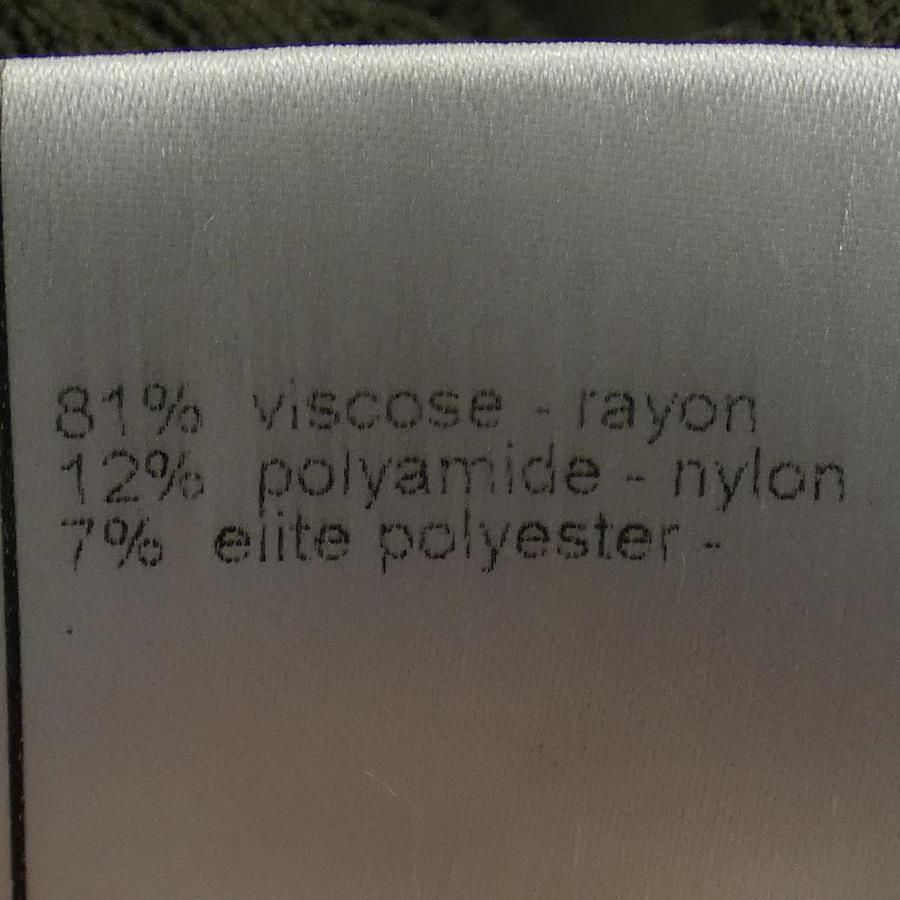 81% viscose - rayon
12% polyamide - nylon
7% elite polyester -